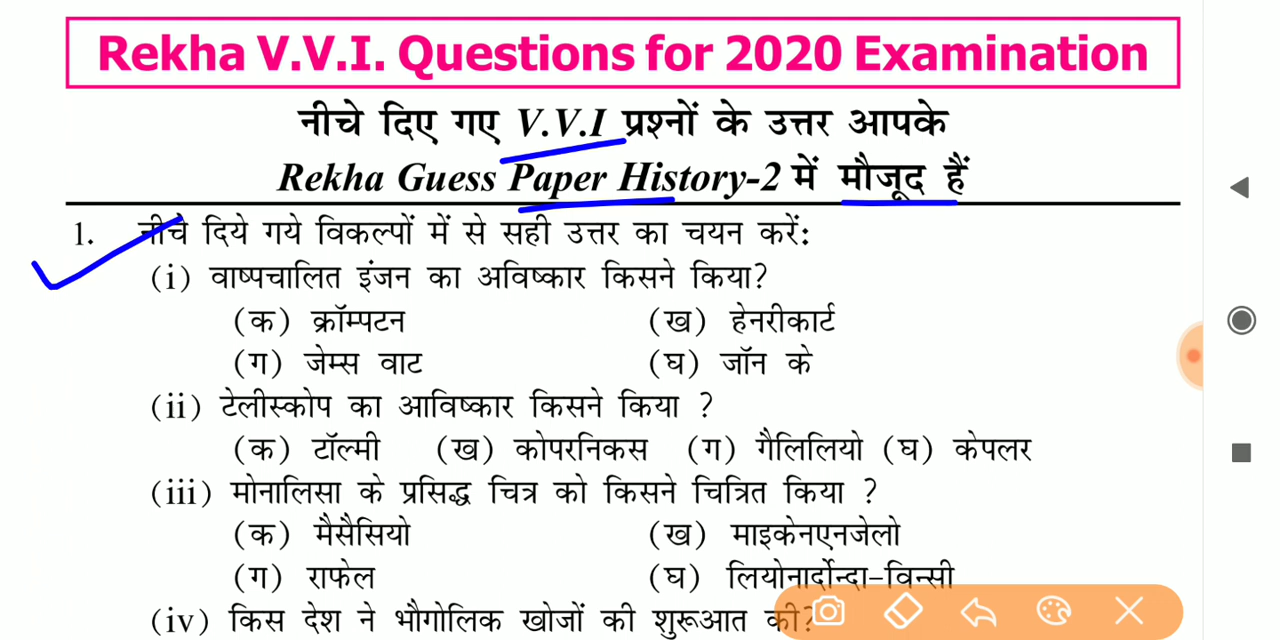 Rekha V.V.I. Questions for 2020 Examination
नीचे दिए गए V.V.I प्रश्नों के उत्तर आपके
Rekha Guess Paper History-2 में मौजूद हैं
1. नीचे दिये गये विकल्पों में से सही उत्तर का चयन करें:
(i) वाष्पचालित इंजन का अविष्कार किसने किया?
(क) क्रॉम्पटन (ख) हेनरीकार्ट
(ग) जेम्स वाट (घ) जॉन के
(ii) टेलीस्कोप का आविष्कार किसने किया ?
(क) टॉल्मी (ख) कोपरनिकस (ग) गैलिलियो (घ) केपलर
(iii) मोनालिसा के प्रसिद्ध चित्र को किसने चित्रित किया ?
(क) मैसैसियो (ख) माइकेनएनजेलो
(ग) राफेल (घ) लियोनार्दोन्दा-विन्सी
(iv) किस देश ने भौगोलिक खोजों की शुरूआत की?